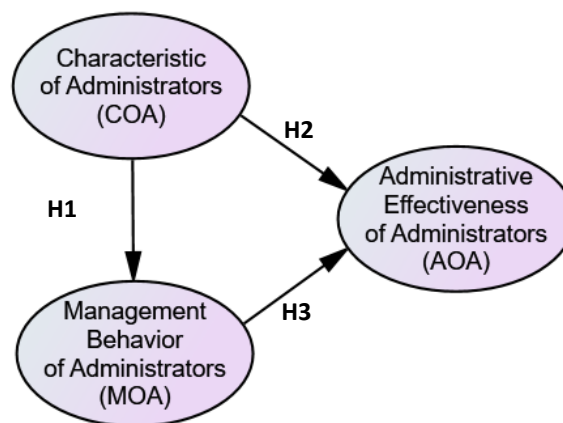 Characteristic
of Administrators
(COA)
H2
H1
Administrative
Effectiveness
of Administrators
(AOA)
H3
Management
Behavior
of Administrators
(MOA)